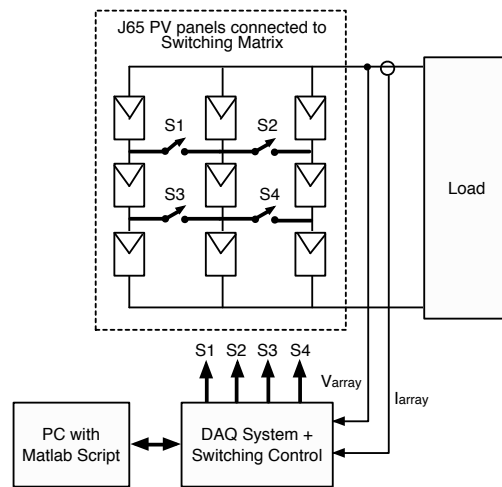 J65 PV panels connected to
Switching Matrix
S1
S2
S3
S4
Load
S1 S2 S3 S4
Varray
Iarray
PC with
Matlab Script
DAQ System +
Switching Control